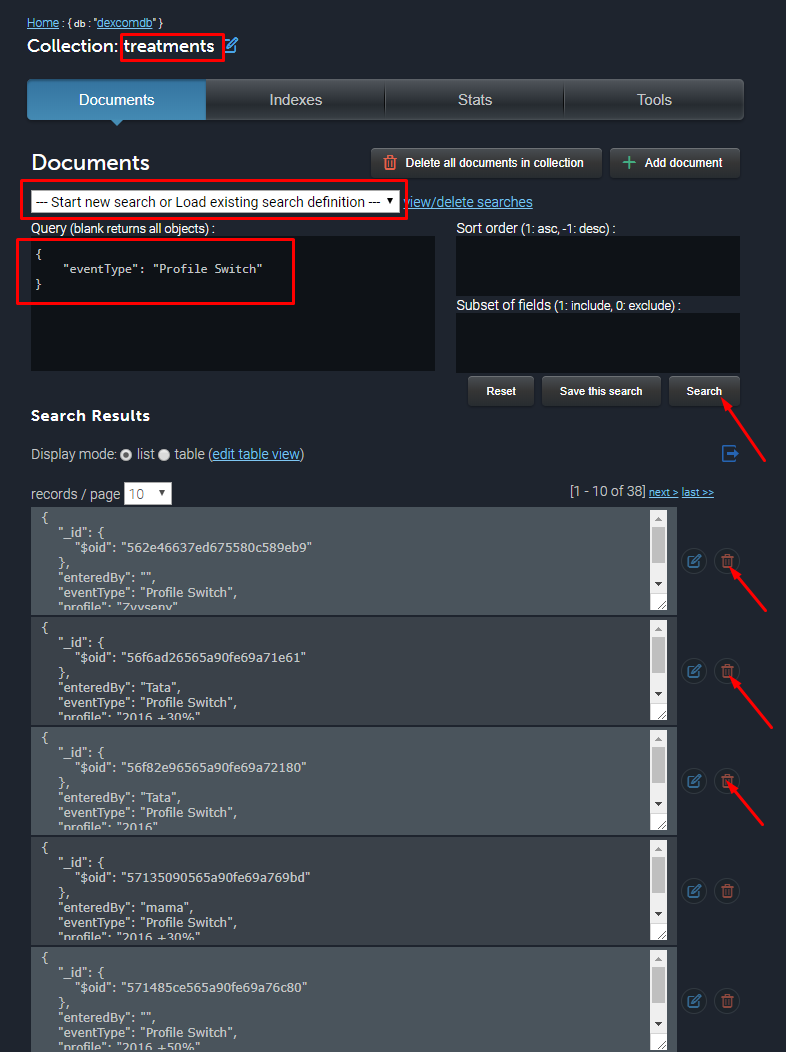 Home : { db : "dexcomdb" }
Collection: treatments
Documents Indexes Stats Tools
Documents
Delete all documents in collection
Add document
--- Start new search or Load existing search definition ---
view/delete searches
Query (blank returns all objects) :
{
"eventType": "Profile Switch"
}
Sort order (1: asc, -1: desc) :
Subset of fields (1: include, 0: exclude) :
Reset Save this search Search
Search Results
Display mode: list table (edit table view)
records / page 10
[1 - 10 of 38] next > last >>
{
"_id": {
"$oid": "562e46637ed675580c589eb9"
},
"enteredBy": "",
"eventType": "Profile Switch",
"profile": "Zvyseny"
{
"_id": {
"$oid": "56f6ad26565a90fe69a71e61"
},
"enteredBy": "Tata",
"eventType": "Profile Switch",
"profile": "2016 +30%"
{
"_id": {
"$oid": "56f82e96565a90fe69a72180"
},
"enteredBy": "Tata",
"eventType": "Profile Switch",
"profile": "2016"
{
"_id": {
"$oid": "57135090565a90fe69a769bd"
},
"enteredBy": "mama",
"eventType": "Profile Switch",
"profile": "2016 +30%"
{
"_id": {
"$oid": "571485ce565a90fe69a76c80"
},
"enteredBy": "",
"eventType": "Profile Switch",
"profile": "2016 +50%"